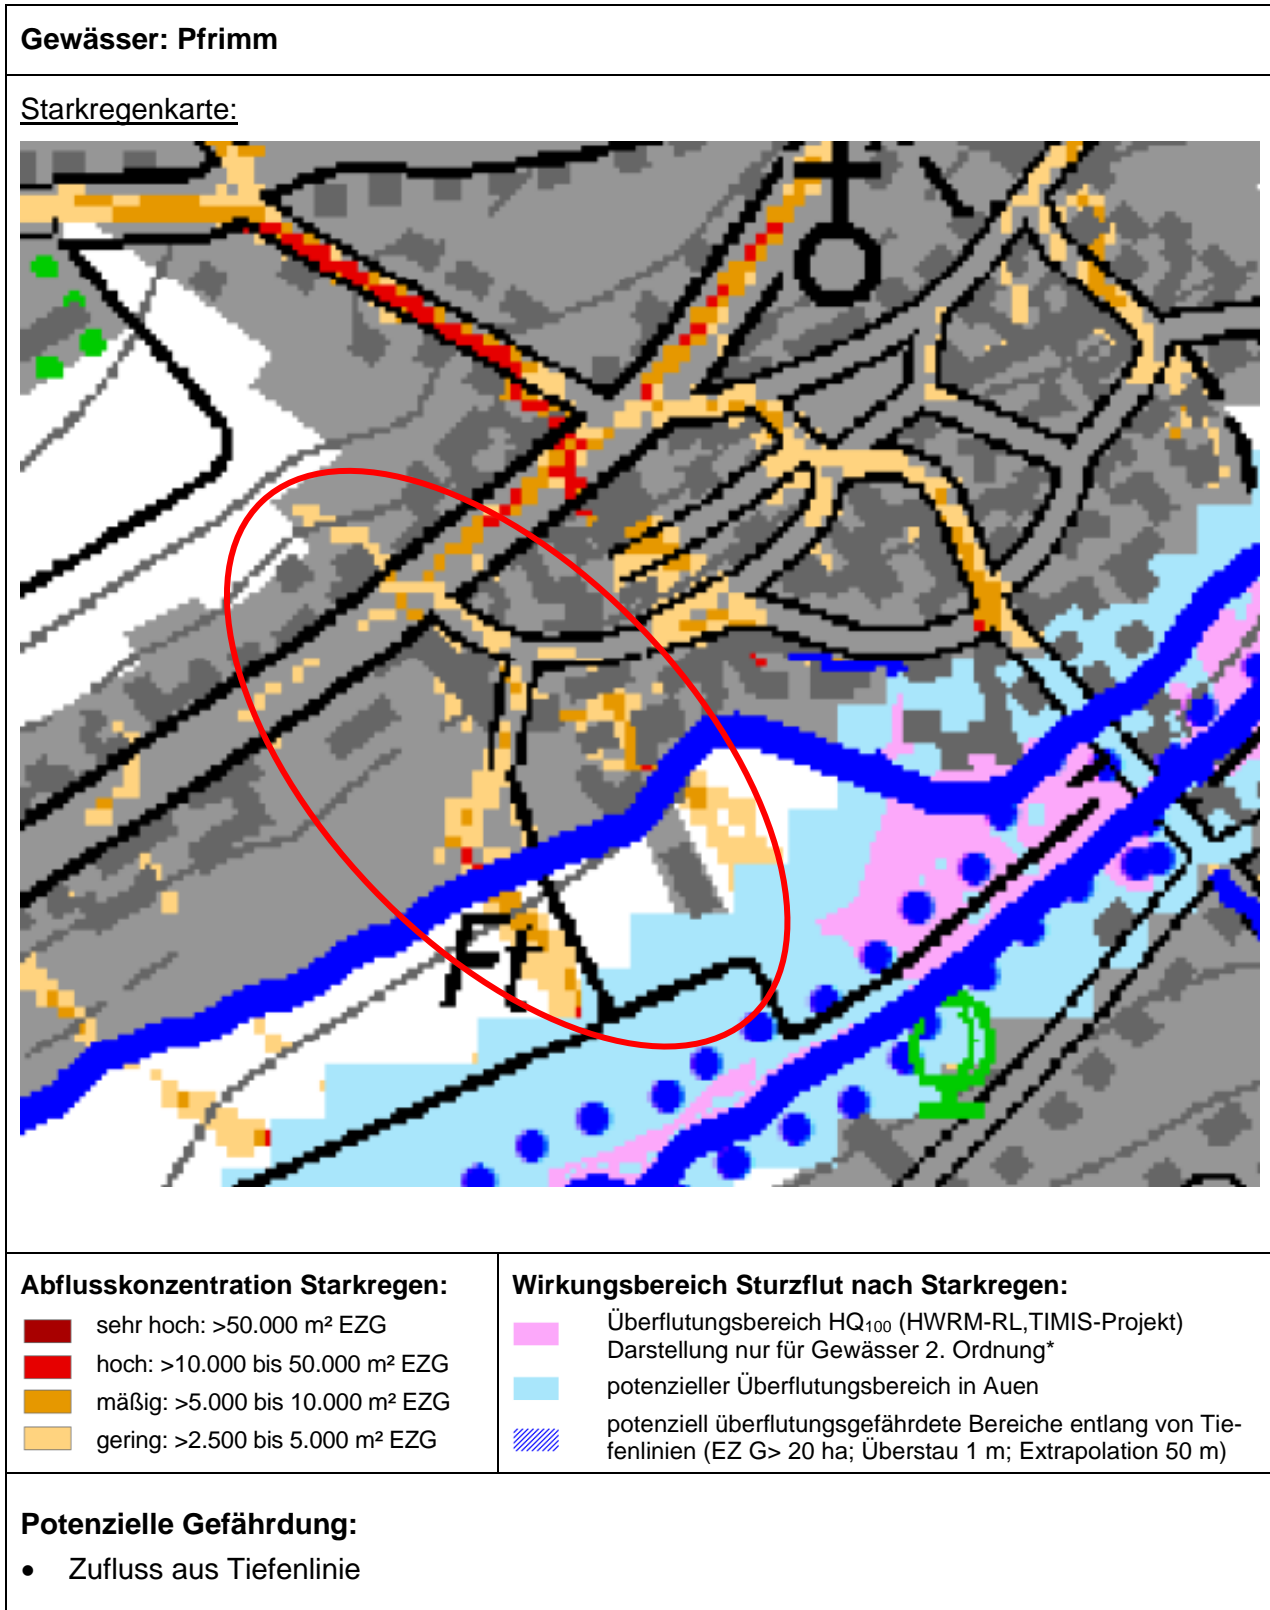 Gewässer: Pfrimm
Starkregenkarte:
Ft
Abflusskonzentration Starkregen:
sehr hoch: >50.000 m² EZG
hoch: >10.000 bis 50.000 m² EZG
mäßig: >5.000 bis 10.000 m² EZG
gering: >2.500 bis 5.000 m² EZG
Wirkungsbereich Sturzflut nach Starkregen:
Überflutungsbereich HQ₁₀₀ (HWRM-RL,TIMIS-Projekt)
Darstellung nur für Gewässer 2. Ordnung*
potenzieller Überflutungsbereich in Auen
potenziell überflutungsgefährdete Bereiche entlang von Tie-
fenlinien (EZ G> 20 ha; Überstau 1 m; Extrapolation 50 m)
Potenzielle Gefährdung:
• Zufluss aus Tiefenlinie